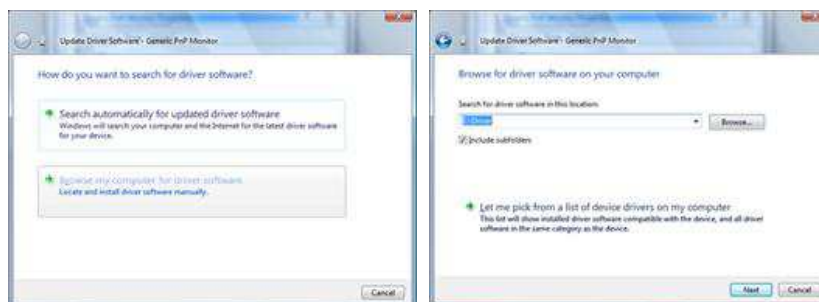 Update Driver Software - Generic PnP Monitor
How do you want to search for driver software?
Search automatically for updated driver software
Windows will search your computer and the Internet for the latest driver software
for your device.
Browse my computer for driver software
Locate and install driver software manually.
Cancel
Update Driver Software - Generic PnP Monitor
Browse for driver software on your computer
Search for driver software in this location:
Browse...
Include subfolders
Let me pick from a list of device drivers on my computer
This list will show installed driver software compatible with the device, and all driver
software in the same category as the device.
Next
Cancel